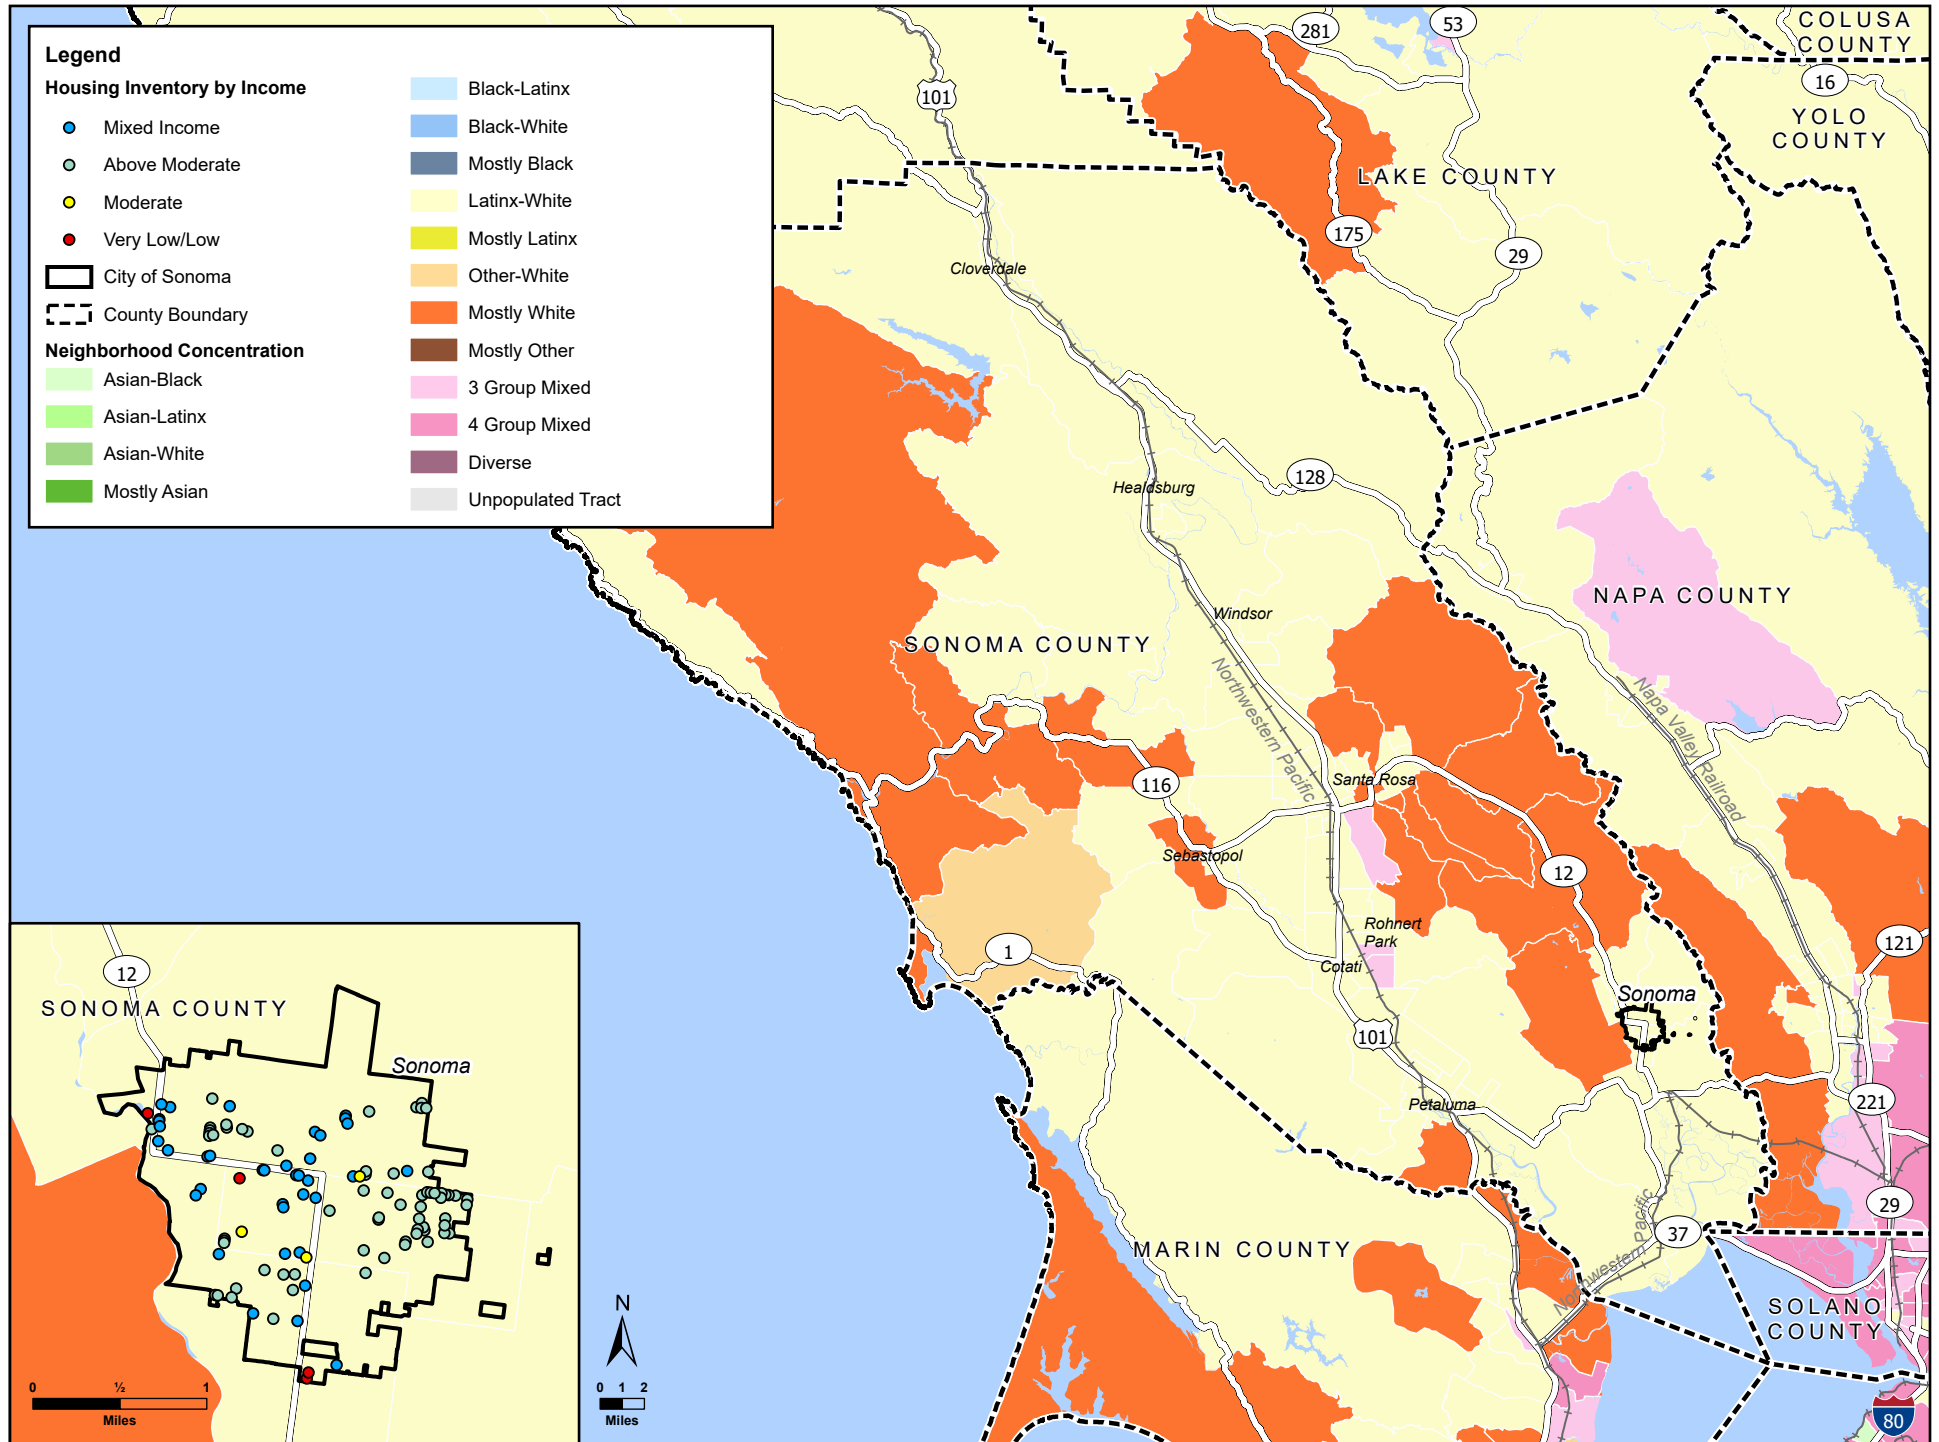 Legend
Housing Inventory by Income
Mixed Income
Above Moderate
Moderate
Very Low/Low
City of Sonoma
County Boundary
Neighborhood Concentration
Asian-Black
Asian-Latinx
Asian-White
Mostly Asian
Black-Latinx
Black-White
Mostly Black
Latinx-White
Mostly Latinx
Other-White
Mostly White
Mostly Other
3 Group Mixed
4 Group Mixed
Diverse
Unpopulated Tract
281
53
COLUSA
COUNTY
16
YOLO
COUNTY
101
LAKE COUNTY
175
29
Cloverdale
Healdsburg
128
NAPA COUNTY
Windsor
SONOMA COUNTY
Northwestern Pacific
Napa Valley Railroad
Santa Rosa
116
Sebastopol
12
Rohnert
Park
Cotati
1
121
Sonoma
101
Petaluma
221
29
Northwestern Pacific
37
MARIN COUNTY
SOLANO
COUNTY
80
12
SONOMA COUNTY
Sonoma
0 ½ 1
Miles
N
0 1 2
Miles